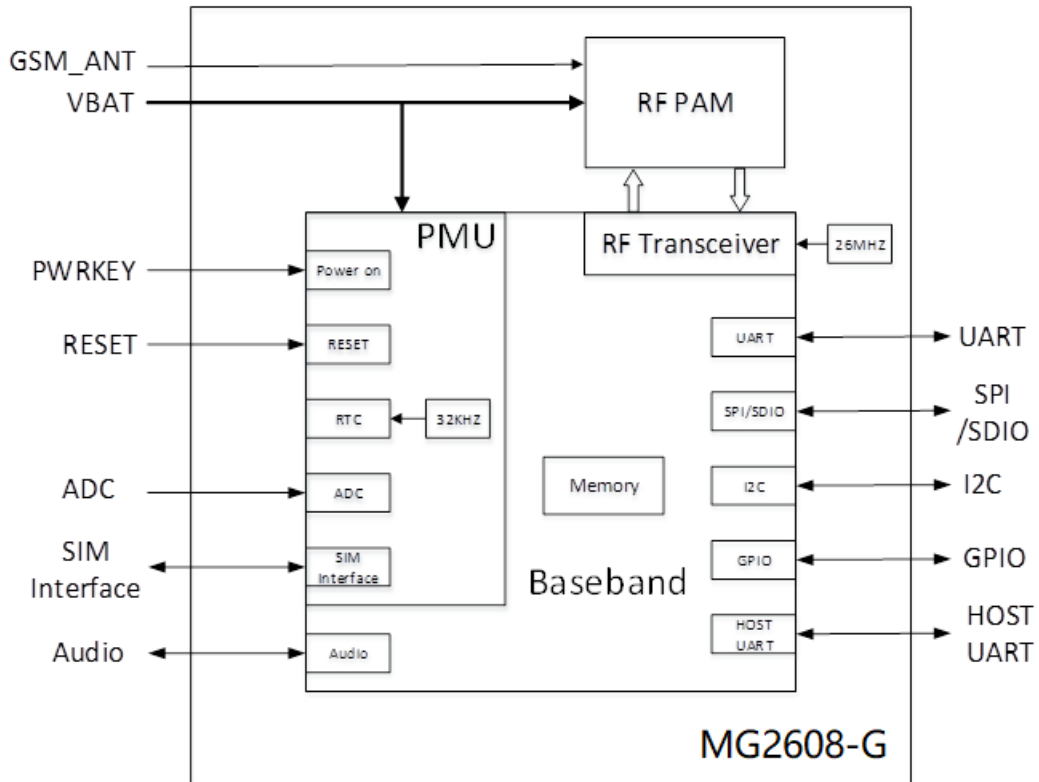 GSM_ANT
VBAT
RF PAM
PMU
RF Transceiver
26MHZ
PWRKEY
Power on
RESET
RESET
UART
UART
RTC
32KHZ
SPI/SDIO
SPI
/SDIO
ADC
ADC
Memory
I2C
I2C
SIM
Interface
SIM
Interface
Baseband
GPIO
GPIO
Audio
Audio
HOST
UART
HOST
UART
MG2608-G